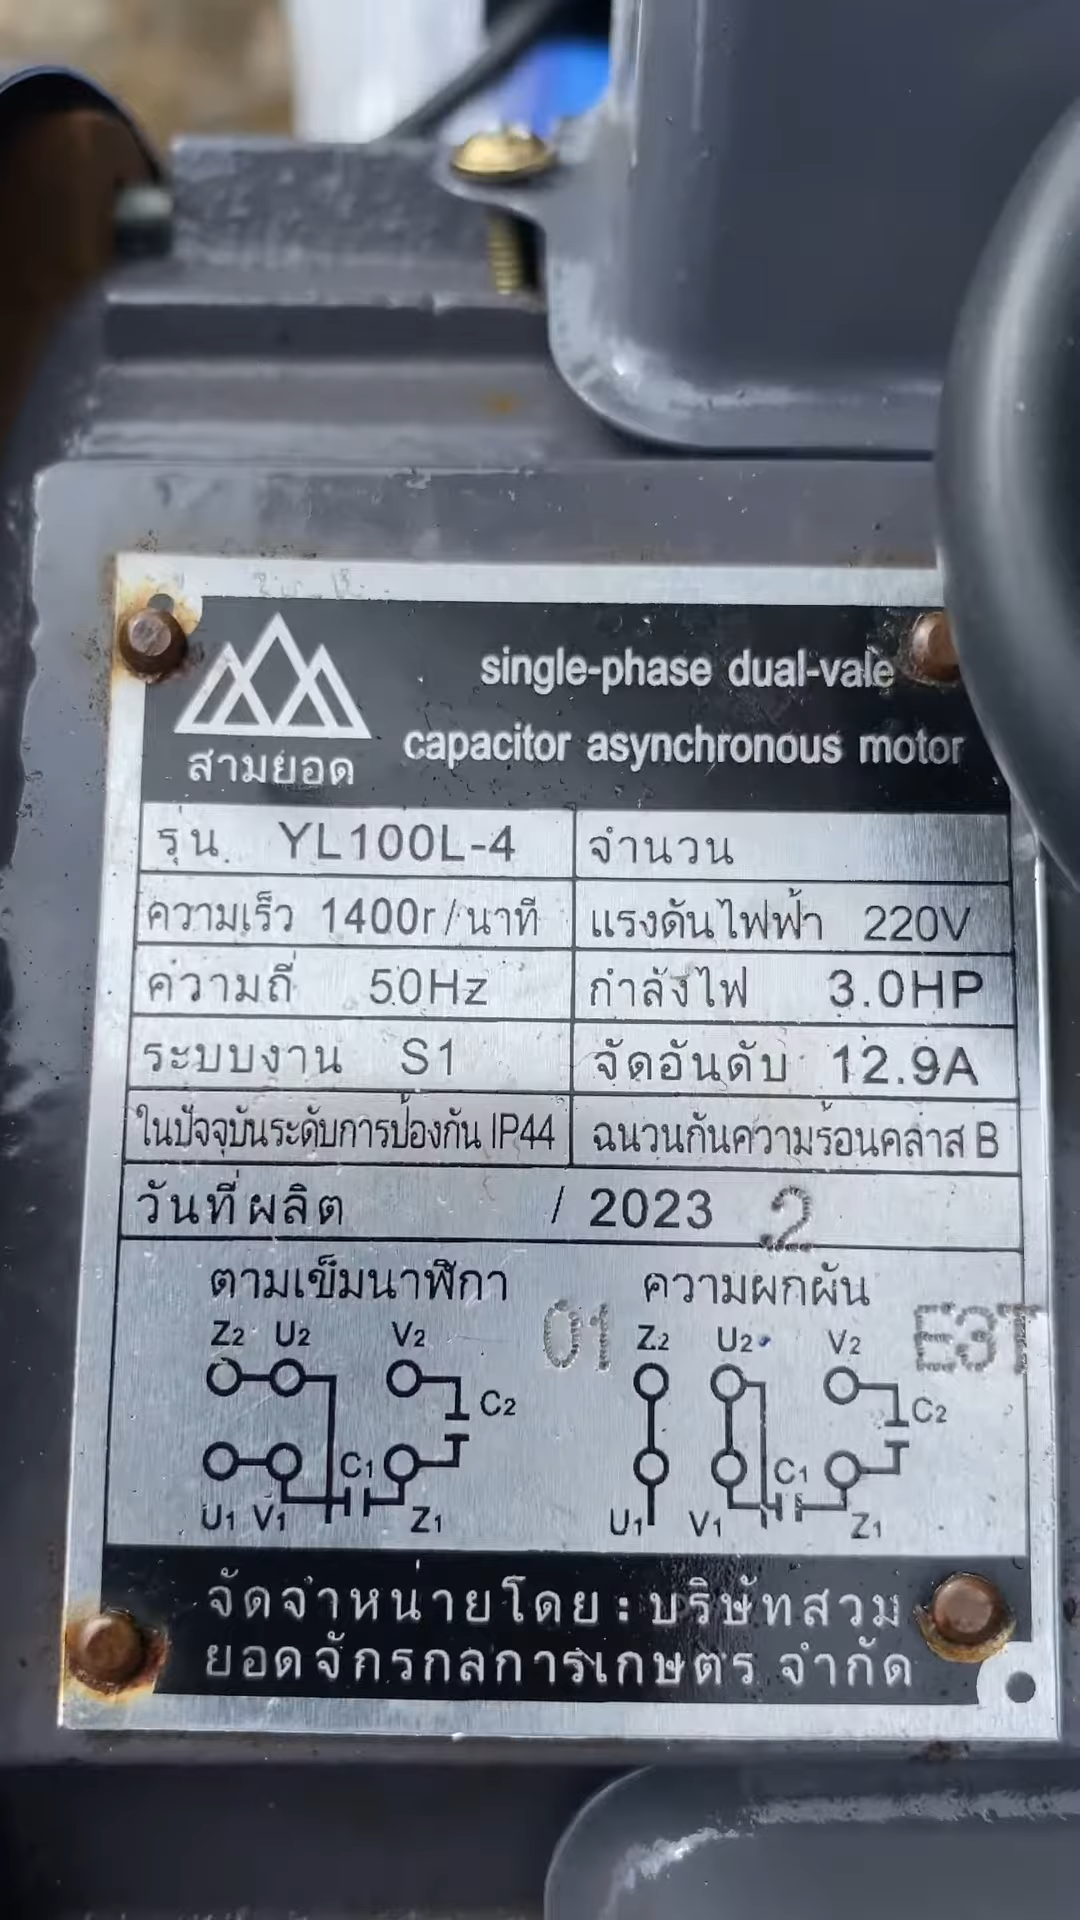 single-phase dual-vale
capacitor asynchronous motor
สามยอด
รุ่น YL100L-4 จำนวน
ความเร็ว 1400r/นาที แรงดันไฟฟ้า 220V
ความถี่ 50Hz กำลังไฟ 3.0HP
ระบบงาน S1 จัดอันดับ 12.9A
ในปัจจุบันระดับการป้องกัน IP44 ฉนวนกันความร้อนคลาส B
วันที่ผลิต / 2023 2
ตามเข็มนาฬิกา ความผกผัน
01
Z2 U2 V2 Z2 U2 V2
C2 C2
C1 C1
U1 V1 Z1 U1 V1 Z1
จัดจำหน่ายโดย : บริษัทสวม
ยอดจักรกลการเกษตร จำกัด